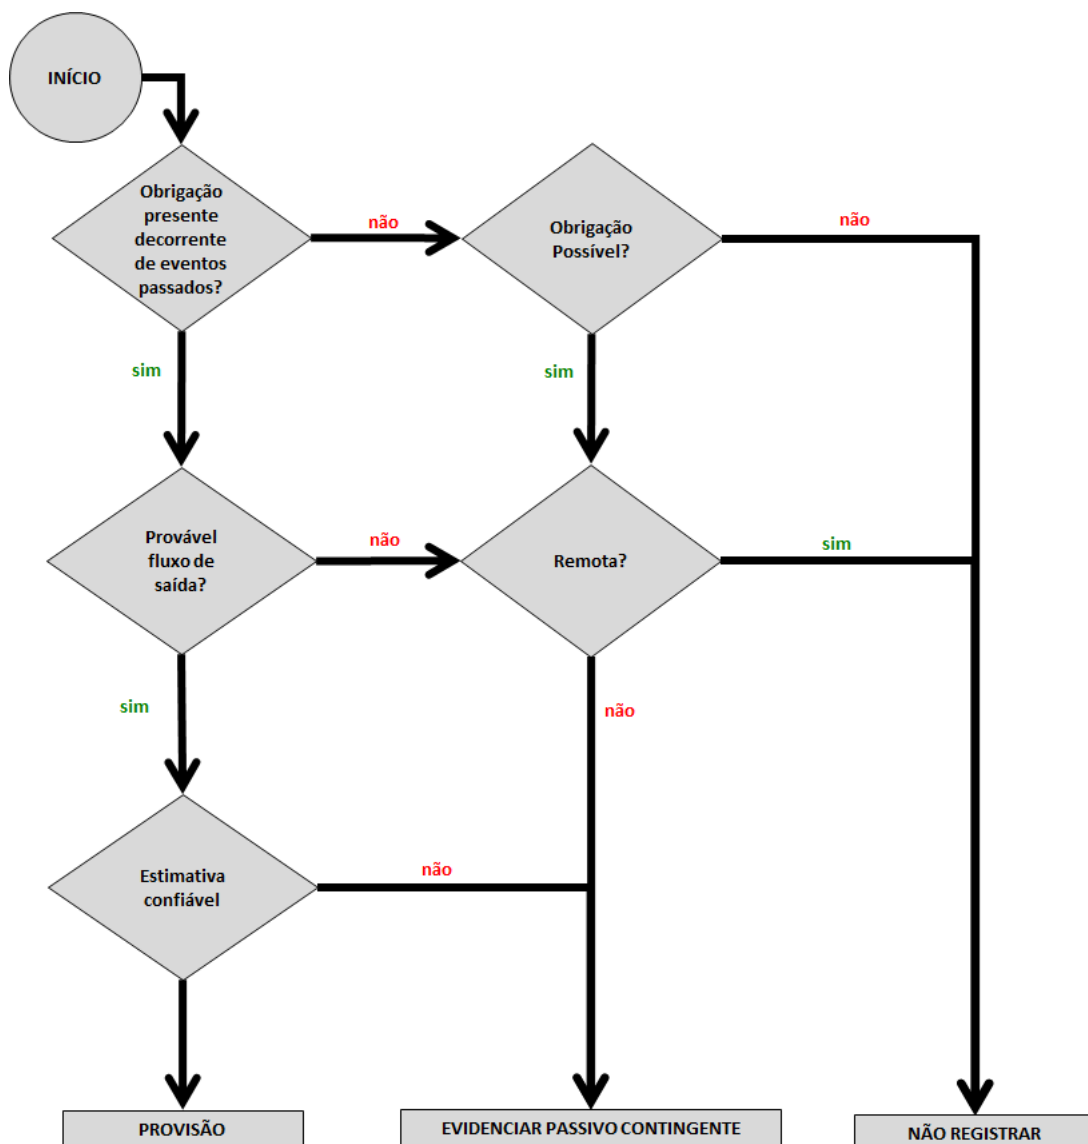 INÍCIO
Obrigação
presente
decorrente
de eventos
passados?
não
Obrigação
Possível?
não
sim
sim
Provável
fluxo de
saída?
não
Remota?
sim
sim
não
Estimativa
confiável
não
PROVISÃO
EVIDENCIAR PASSIVO CONTINGENTE
NÃO REGISTRAR